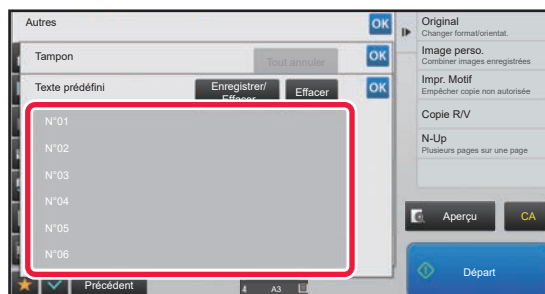 Autres
OK
Tampon
Tout annuler
OK
Texte prédéfini
Enregistrer/
Effacer
Effacer
OK
N°01
N°02
N°03
N°04
N°05
N°06
Précédent
4
A3
Original
Changer format/orientat.
Image perso.
Combiner images enregistrées
Impr. Motif
Empêcher copie non autorisée
Copie R/V
N-Up
Plusieurs pages sur une page
Aperçu
CA
Départ